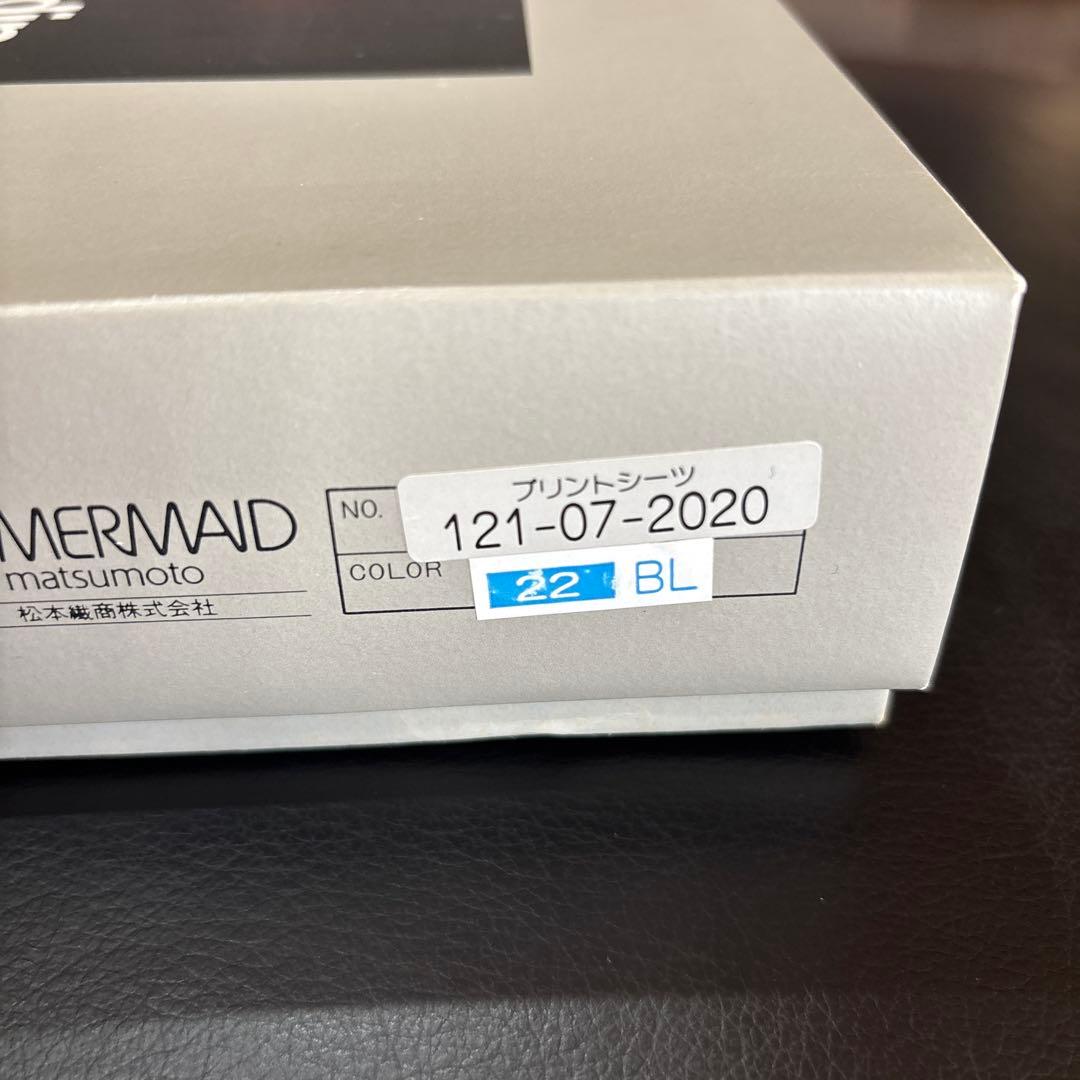 MERMAID
matsumoto
松本繊商株式会社
NO.
プリントシーツ
121-07-2020
COLOR
22 BL